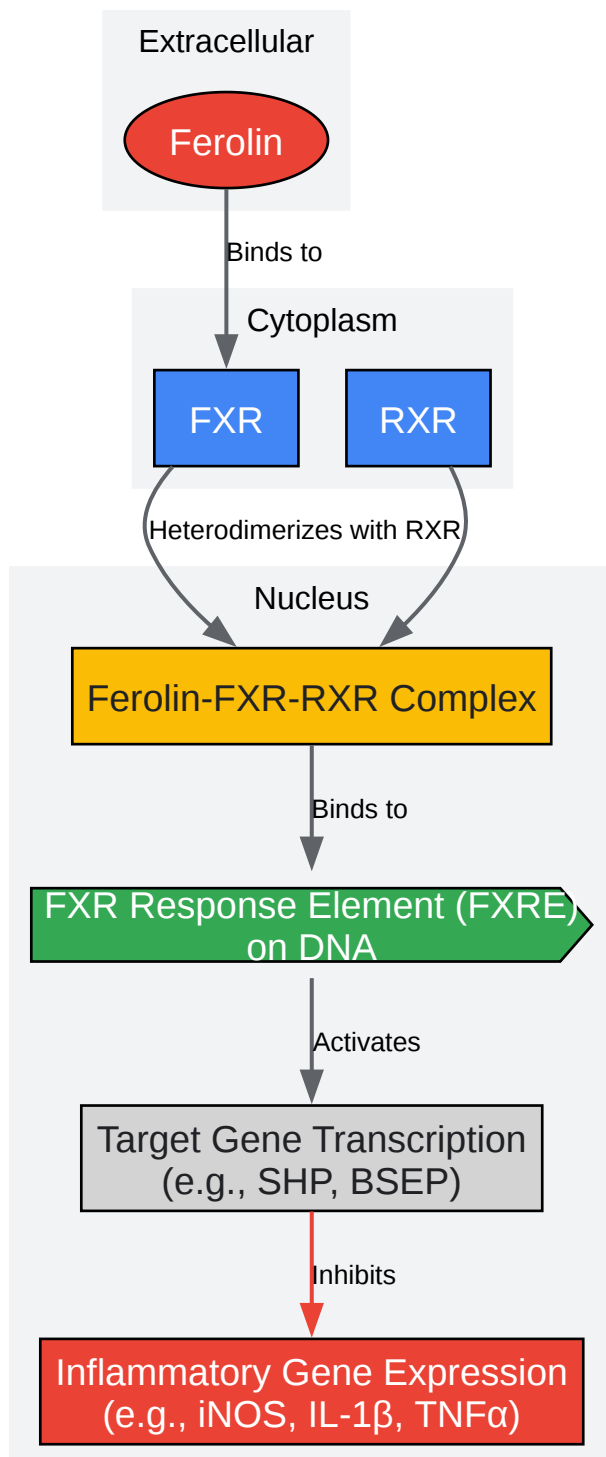 Extracellular
Ferolin
Binds to
Cytoplasm
FXR
RXR
Heterodimerizes with RXR
Nucleus
Ferolin-FXR-RXR Complex
Binds to
FXR Response Element (FXRE)
on DNA
Activates
Target Gene Transcription
(e.g., SHP, BSEP)
Inhibits
Inflammatory Gene Expression
(e.g., iNOS, IL-1β, TNFα)